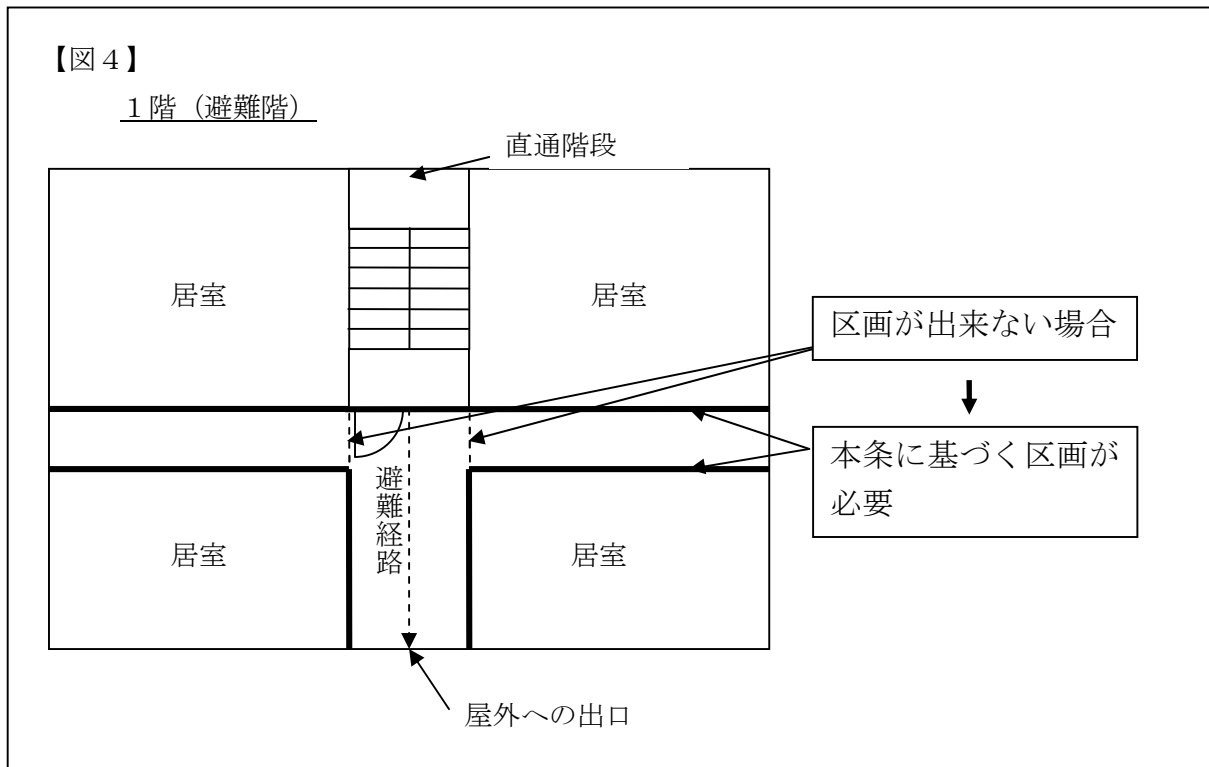 【図４】
１階（避難階）
直通階段
居室
居室
区画が出来ない場合
本条に基づく区画が
必要
避難経路
居室
居室
屋外への出口